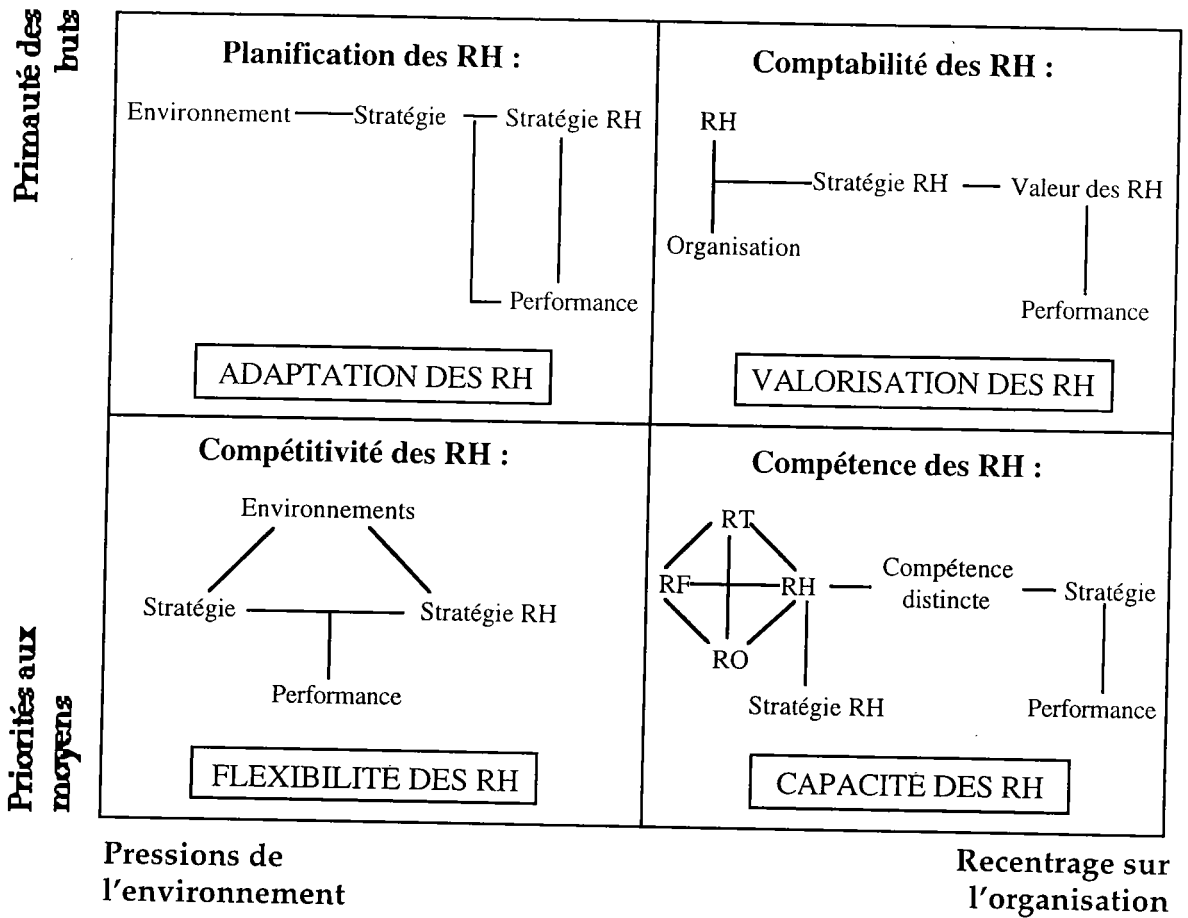 Primauté des
buts
Planification des RH :
Environnement Stratégie Stratégie RH
Performance
ADAPTATION DES RH
Comptabilité des RH :
RH
Stratégie RH Valeur des RH
Organisation
Performance
VALORISATION DES RH
Priorités aux
moyens
Compétitivité des RH :
Environnements
Stratégie Stratégie RH
Performance
FLEXIBILITÉ DES RH
Compétence des RH :
RT
RF RH Compétence
distincte Stratégie
RO
Stratégie RH Performance
CAPACITÉ DES RH
Pressions de
l'environnement
Recentrage sur
l'organisation